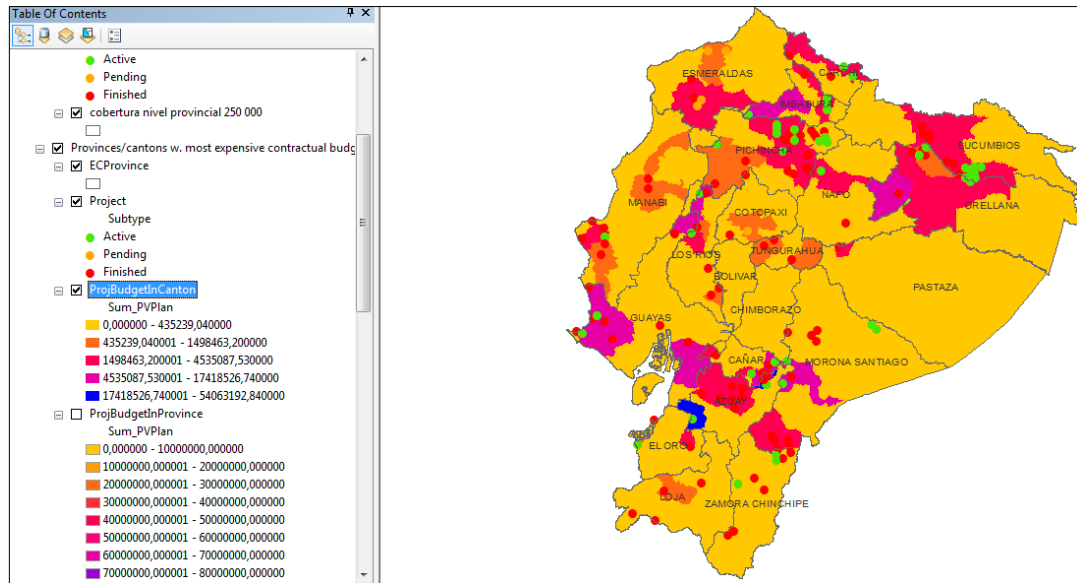 Table Of Contents
Active
Pending
Finished
cobertura nivel provincial 250 000
Provinces/cantons w. most expensive contractual budg
ECProvince
Project
Subtype
Active
Pending
Finished
ProjBudgetInCanton
Sum_PVPlan
0,000000 - 435239,040000
435239,040001 - 1498463,200000
1498463,200001 - 4535087,530000
4535087,530001 - 17418526,740000
17418526,740001 - 54063192,840000
ProjBudgetInProvince
Sum_PVPlan
0,000000 - 10000000,000000
10000000,000001 - 20000000,000000
20000000,000001 - 30000000,000000
30000000,000001 - 40000000,000000
40000000,000001 - 50000000,000000
50000000,000001 - 60000000,000000
60000000,000001 - 70000000,000000
70000000,000001 - 80000000,000000
ESMERALDAS
IMBABURA
SUCUMBIOS
PICHINCHA
NAPO
MANABI
ORELLANA
COTOPAXI
TUNGURAHUA
LOS RIOS
BOLIVAR
PASTAZA
CHIMBORAZO
GUAYAS
CAÑAR
MORONA SANTIAGO
AZUAY
EL ORO
LOJA
ZAMORA CHINCHIPE